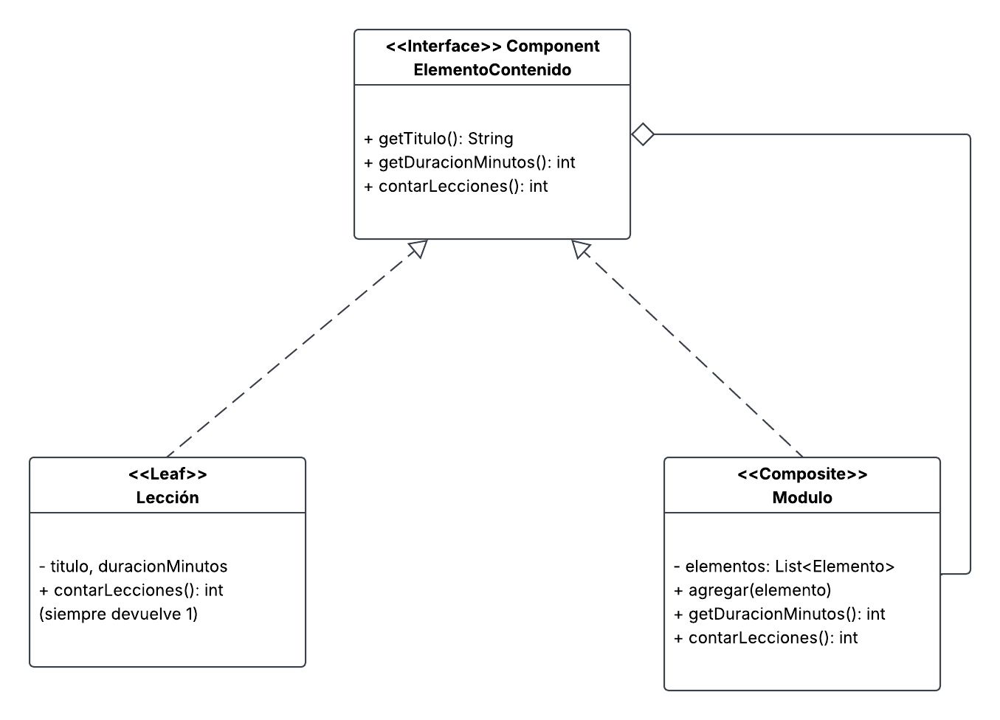 <<Interface>> Component
ElementoContenido
+ getTitulo(): String
+ getDuracionMinutos(): int
+ contarLecciones(): int
<<Leaf>>
Lección
- titulo, duracionMinutos
+ contarLecciones(): int
(siempre devuelve 1)
<<Composite>>
Modulo
- elementos: List<Elemento>
+ agregar(elemento)
+ getDuracionMinutos(): int
+ contarLecciones(): int